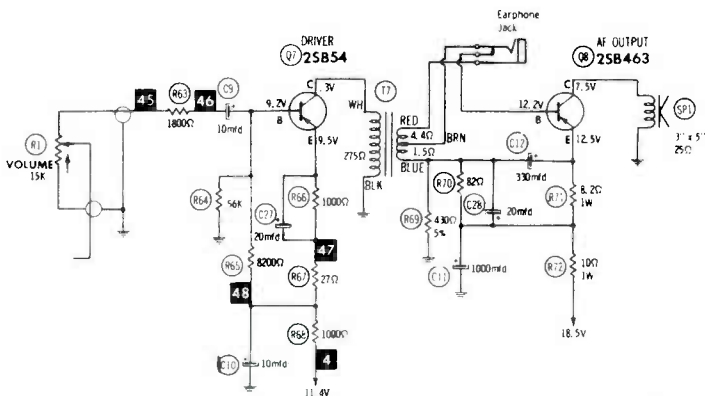 Earphone
Jack
DRIVER
Q7 2SB54
AF OUTPUT
Q8 2SB463
C .3V
C 7.5V
T7
45
R63
46
C9
9.2V
B
WH
RED
12.2V
B
SP1
1800Ω
10mfd
4.4Ω
BRN
3" x 5"
25Ω
R1
E 9.5V
275Ω
1.5Ω
C12
E 12.5V
VOLUME
15K
BLK
BLUE
330mfd
R64
56K
C27
R66
1000Ω
R70
82Ω
R71
8.2Ω
1W
20mfd
R69
430Ω
5%
C28
20mfd
R65
8200Ω
47
R67
27Ω
C11
1000mfd
R72
10Ω
1W
48
R68
1000Ω
C10
10mfd
4
18.5V
11.4V